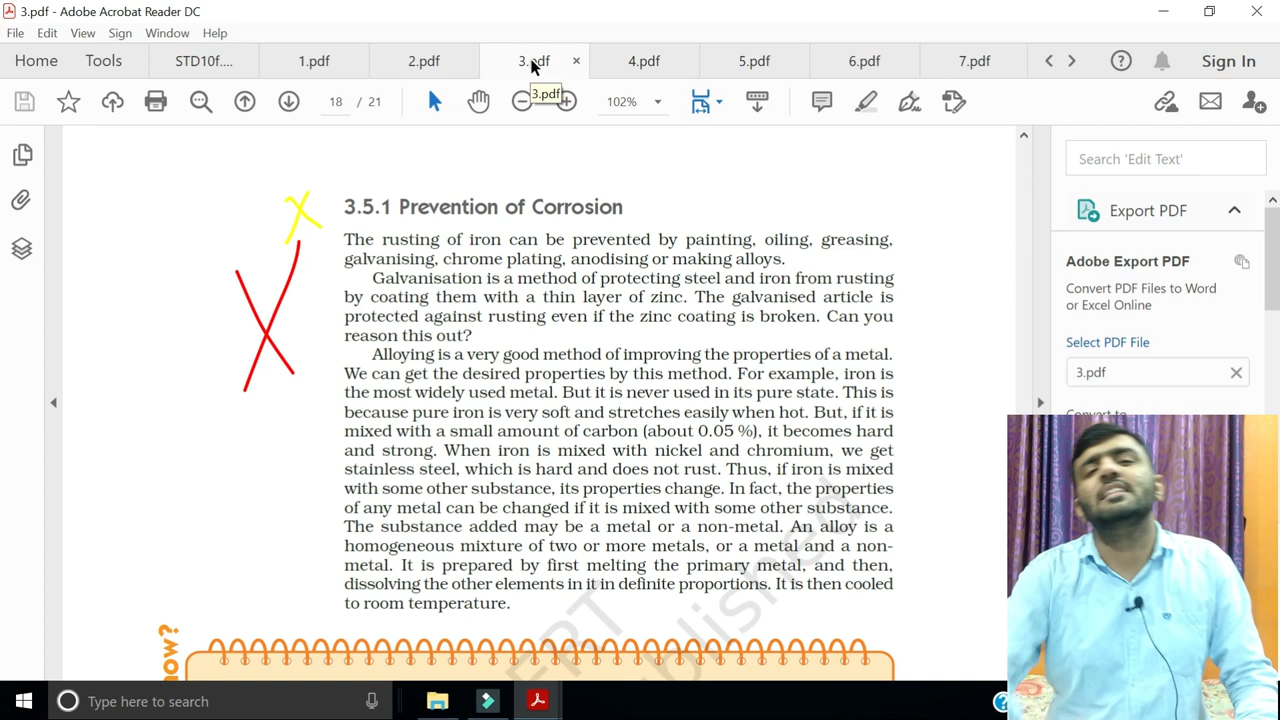 3.pdf - Adobe Acrobat Reader DC
File Edit View Sign Window Help
Home Tools STD10f.... 1.pdf 2.pdf 3.pdf 4.pdf 5.pdf 6.pdf 7.pdf Sign In
18 / 21 102%
3.pdf
Search 'Edit Text'
Export PDF
Adobe Export PDF
Convert PDF Files to Word
or Excel Online
Select PDF File
3.pdf
Convert to
3.5.1 Prevention of Corrosion
The rusting of iron can be prevented by painting, oiling, greasing,
galvanising, chrome plating, anodising or making alloys.
Galvanisation is a method of protecting steel and iron from rusting
by coating them with a thin layer of zinc. The galvanised article is
protected against rusting even if the zinc coating is broken. Can you
reason this out?
Alloying is a very good method of improving the properties of a metal.
We can get the desired properties by this method. For example, iron is
the most widely used metal. But it is never used in its pure state. This is
because pure iron is very soft and stretches easily when hot. But, if it is
mixed with a small amount of carbon (about 0.05 %), it becomes hard
and strong. When iron is mixed with nickel and chromium, we get
stainless steel, which is hard and does not rust. Thus, if iron is mixed
with some other substance, its properties change. In fact, the properties
of any metal can be changed if it is mixed with some other substance.
The substance added may be a metal or a non-metal. An alloy is a
homogeneous mixture of two or more metals, or a metal and a non-
metal. It is prepared by first melting the primary metal, and then,
dissolving the other elements in it in definite proportions. It is then cooled
to room temperature.
now?
Type here to search